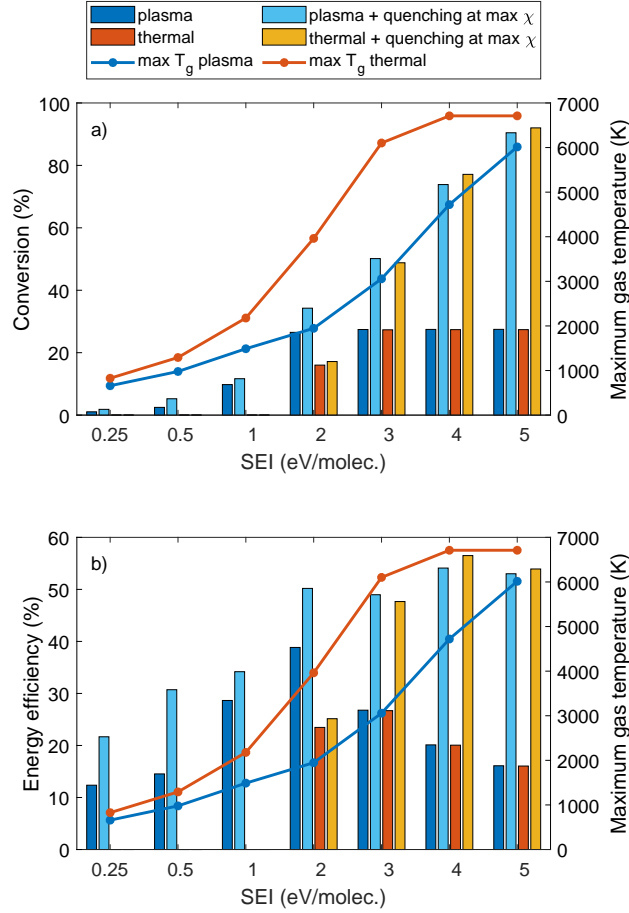 plasma
plasma + quenching at max χ
thermal
thermal + quenching at max χ
max Tg plasma
max Tg thermal
a)
100
80
60
40
20
0
Conversion (%)
7000
6000
5000
4000
3000
2000
1000
0
Maximum gas temperature (K)
0.25 0.5 1 2 3 4 5
SEI (eV/molec.)
b)
60
50
40
30
20
10
0
Energy efficiency (%)
7000
6000
5000
4000
3000
2000
1000
0
Maximum gas temperature (K)
0.25 0.5 1 2 3 4 5
SEI (eV/molec.)